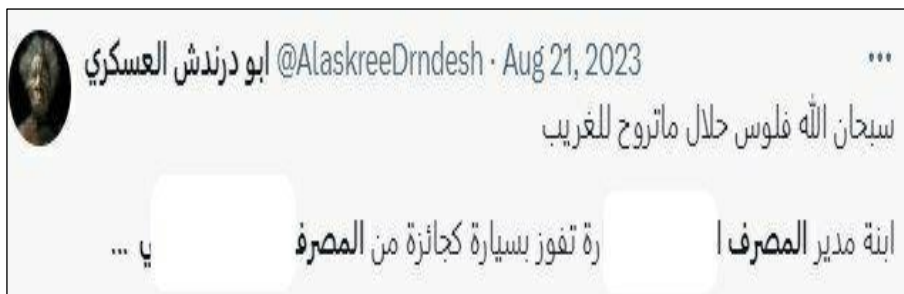 ابو درندش العسكري @AlaskreeDrndesh · Aug 21, 2023 ...
سبحان الله فلوس حلال ماتروح للغريب
ابنة مدير المصرف ا رة تفوز بسيارة كجائزة من المصرف ي ...